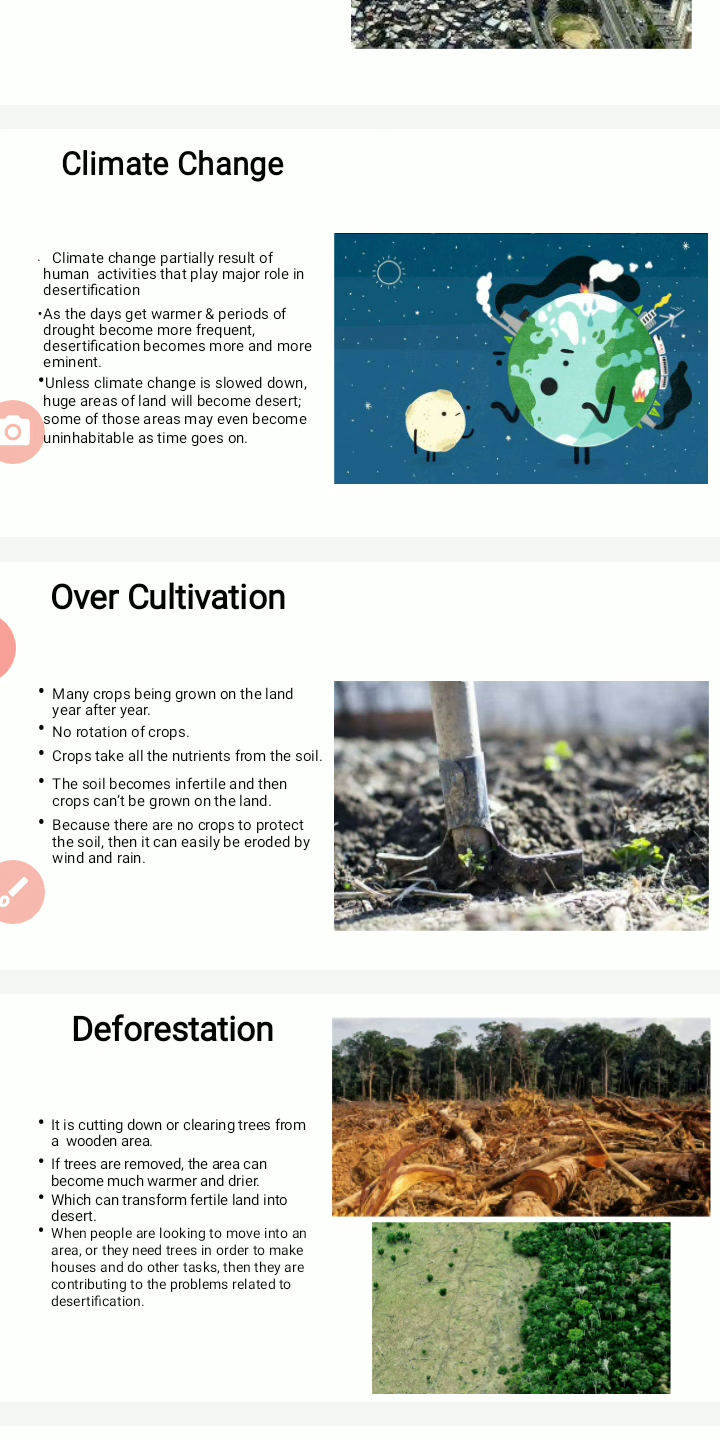 Climate Change
. Climate change partially result of
human activities that play major role in
desertification
•As the days get warmer & periods of
drought become more frequent,
desertification becomes more and more
eminent.
•Unless climate change is slowed down,
huge areas of land will become desert;
some of those areas may even become
uninhabitable as time goes on.
Over Cultivation
• Many crops being grown on the land
year after year.
• No rotation of crops.
• Crops take all the nutrients from the soil.
• The soil becomes infertile and then
crops can't be grown on the land.
• Because there are no crops to protect
the soil, then it can easily be eroded by
wind and rain.
Deforestation
• It is cutting down or clearing trees from
a wooden area.
• If trees are removed, the area can
become much warmer and drier.
• Which can transform fertile land into
desert.
• When people are looking to move into an
area, or they need trees in order to make
houses and do other tasks, then they are
contributing to the problems related to
desertification.